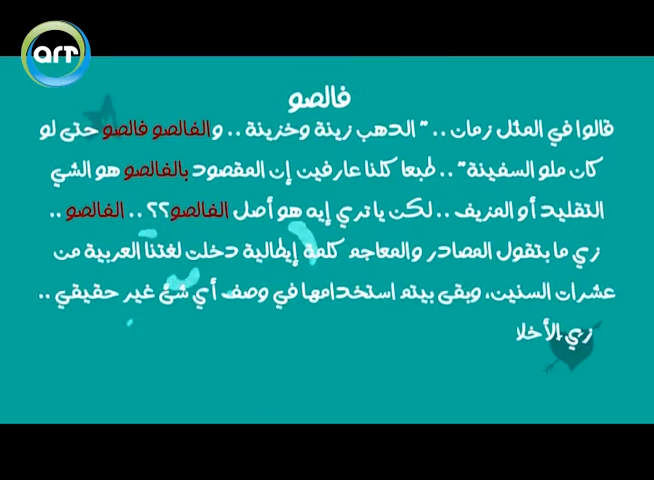 art
فالصو
قالوا في المثل زمان .. " الدهب زينة وخزينة .. والفالصو فالصو حتى لو
كان ملو السفينة" .. طبعا كلنا عارفين إن المقصود بالفالصو هو الشي
التقليد أو المزيف .. لكن يا تري إيه هو أصل الفالصو؟؟ .. الفالصو ..
زي ما بتقول المصادر والمعاجم كلمة إيطالية دخلت لغتنا العربية من
عشرات السنين، وبقى بيتم استخدامها في وصف أي شئ غير حقيقي ..
زي الأخلا